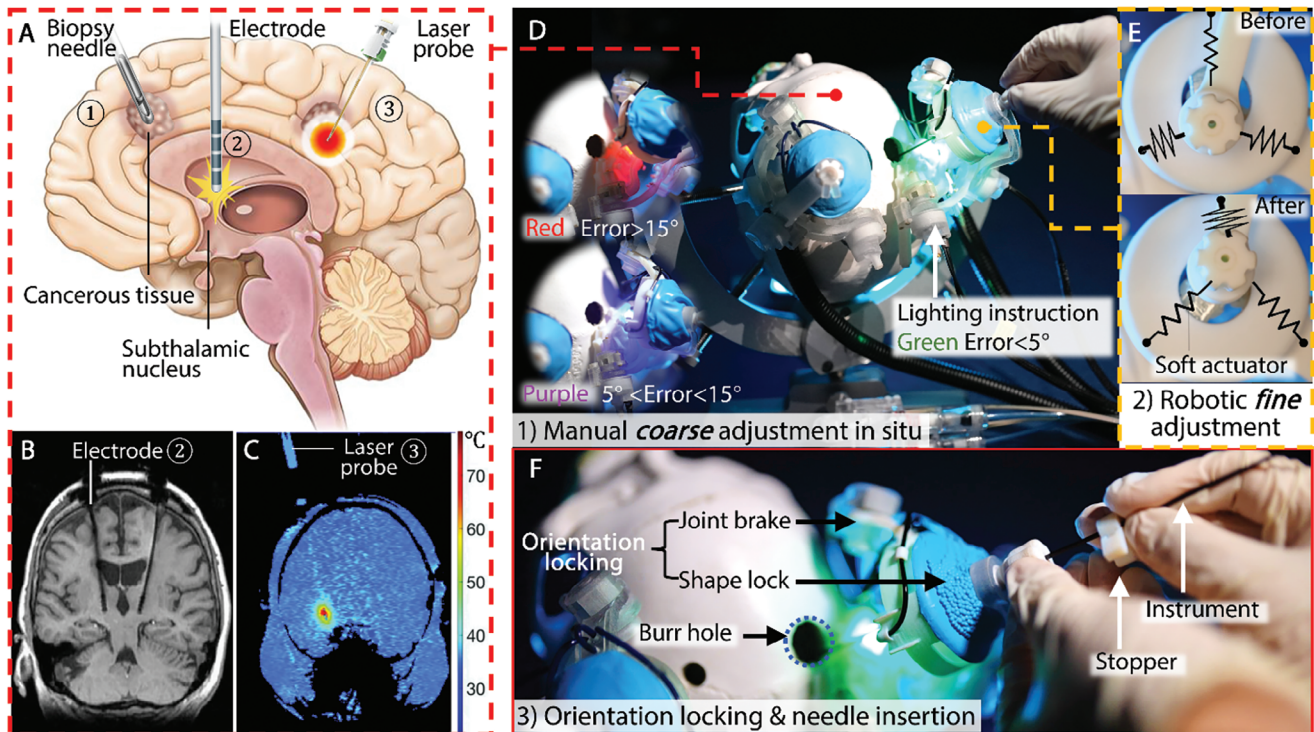 A
Biopsy
needle
Electrode
Laser
probe
①
②
③
Cancerous tissue
Subthalamic
nucleus
B
Electrode ②
C
Laser ③
probe
°C
70
60
50
40
30
D
Red Error>15°
Purple 5° <Error<15°
Lighting instruction
Green Error<5°
1) Manual coarse adjustment in situ
E
Before
After
Soft actuator
2) Robotic fine
adjustment
F
Orientation
locking
Joint brake
Shape lock
Burr hole
Instrument
Stopper
3) Orientation locking & needle insertion